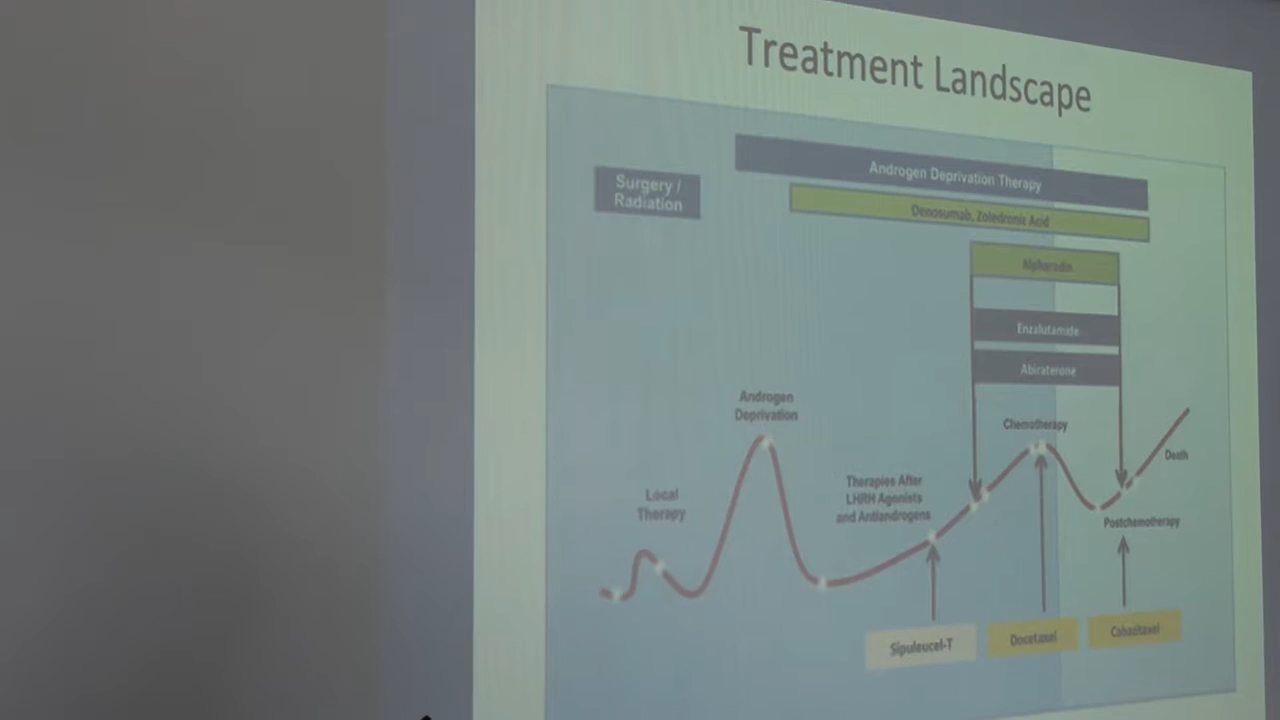 Treatment Landscape
Androgen Deprivation Therapy
Surgery /
Radiation
Denosumab, Zoledronic Acid
Alpharadin
Enzalutamide
Abiraterone
Androgen
Deprivation
Chemotherapy
Death
Therapies After
LHRH Agonists
and Antiandrogens
Local
Therapy
Postchemotherapy
Sipuleucel-T
Docetaxel
Cabazitaxel